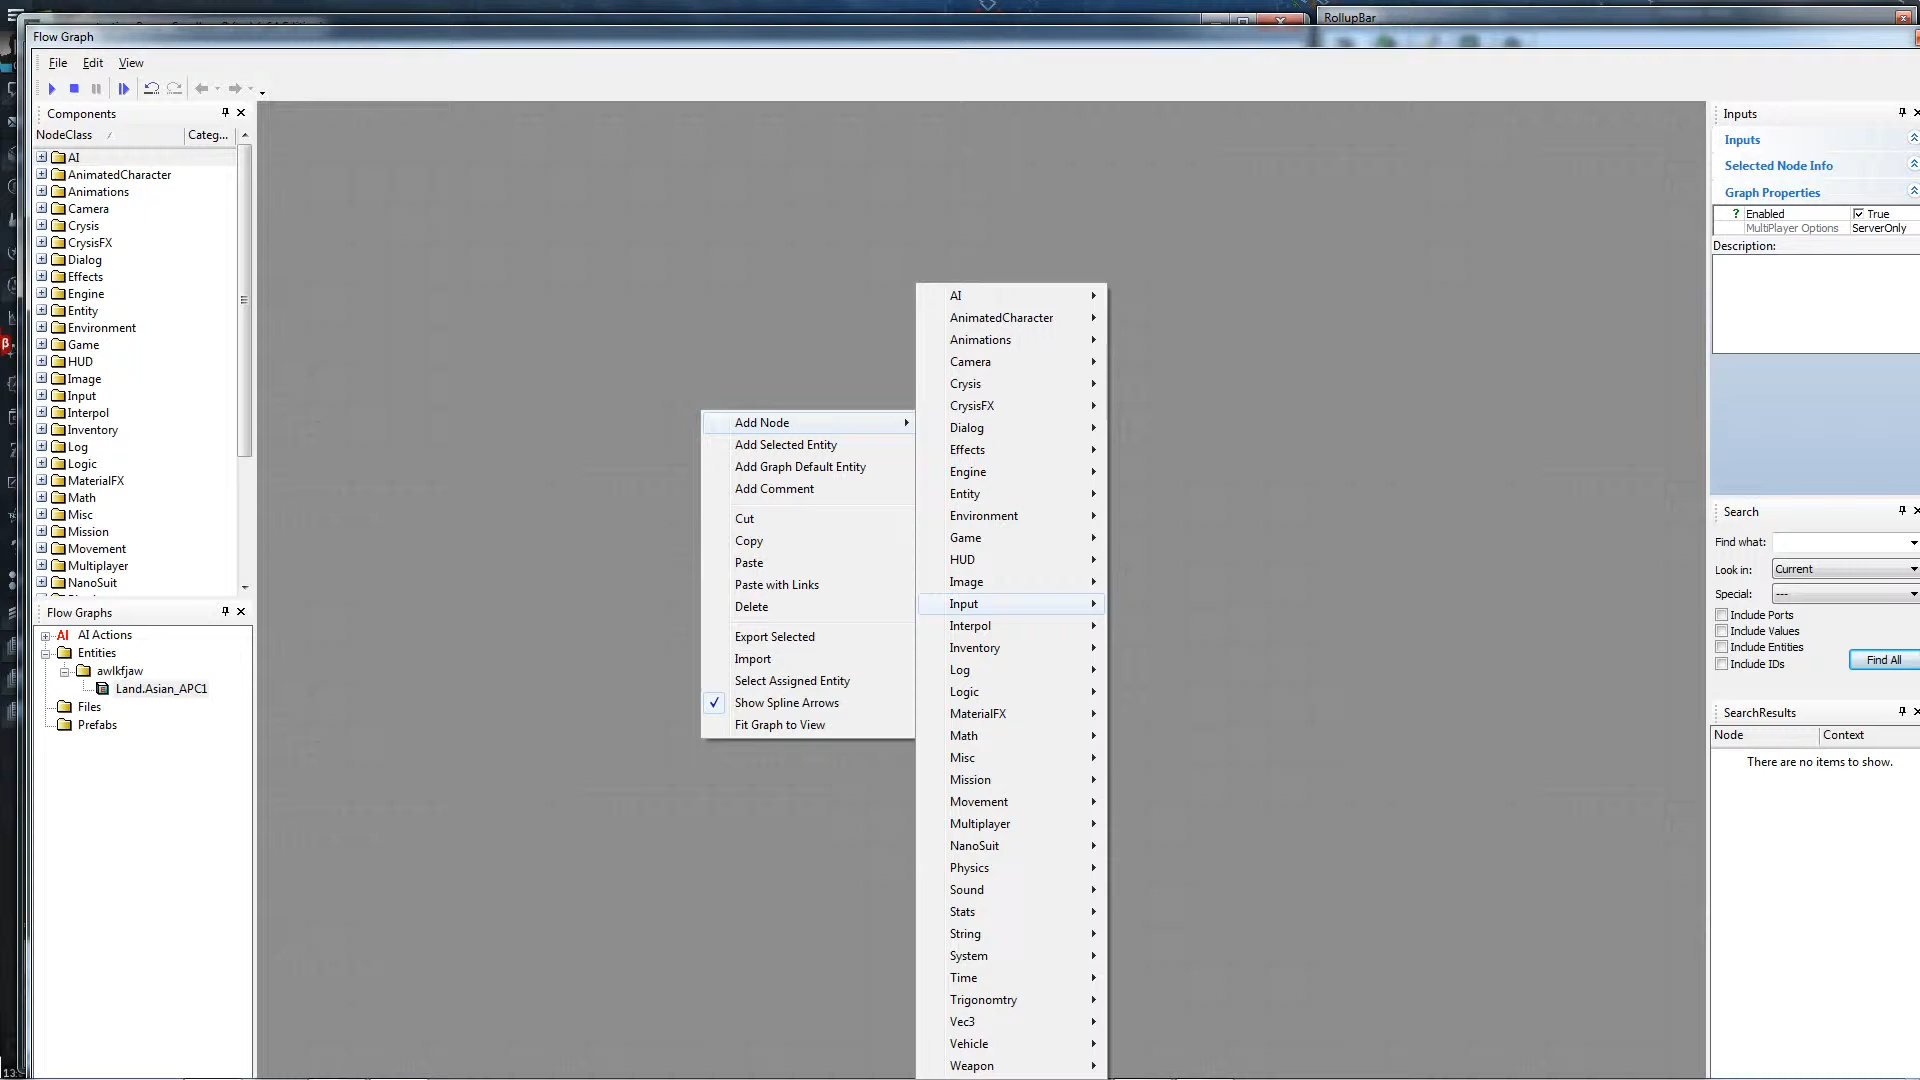 RollupBar
Flow Graph
File Edit View
Components
NodeClass / Categ...
AI
AnimatedCharacter
Animations
Camera
Crysis
CrysisFX
Dialog
Effects
Engine
Entity
Environment
Game
HUD
Image
Input
Interpol
Inventory
Log
Logic
MaterialFX
Math
Misc
Mission
Movement
Multiplayer
NanoSuit
Flow Graphs
AI AI Actions
Entities
awlkfjaw
Land.Asian_APC1
Files
Prefabs
Add Node
Add Selected Entity
Add Graph Default Entity
Add Comment
Cut
Copy
Paste
Paste with Links
Delete
Export Selected
Import
Select Assigned Entity
Show Spline Arrows
Fit Graph to View
AI
AnimatedCharacter
Animations
Camera
Crysis
CrysisFX
Dialog
Effects
Engine
Entity
Environment
Game
HUD
Image
Input
Interpol
Inventory
Log
Logic
MaterialFX
Math
Misc
Mission
Movement
Multiplayer
NanoSuit
Physics
Sound
Stats
String
System
Time
Trigonomtry
Vec3
Vehicle
Weapon
Inputs
Inputs
Selected Node Info
Graph Properties
? Enabled True
MultiPlayer Options ServerOnly
Description:
Search
Find what:
Look in: Current
Special: ---
Include Ports
Include Values
Include Entities
Include IDs
Find All
SearchResults
Node Context
There are no items to show.